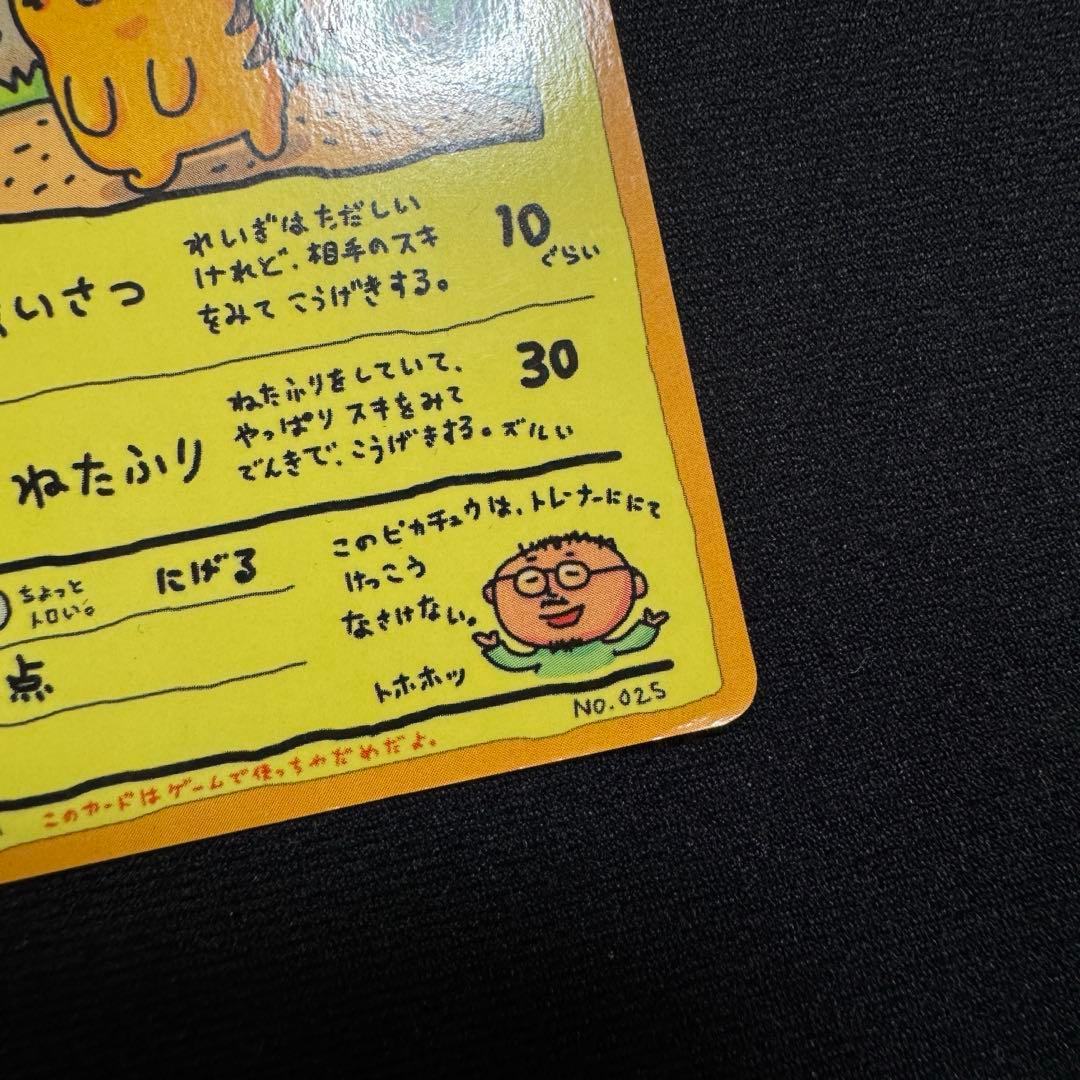 いさつ
れいぎはただしい
けれど、相手のスキ
をみて こうげきする。
10
ぐらい
ねたふり
ねたふりをしていて、
やっぱり スキをみて
でんきで、こうげきする。ズルい
30
ちょっと
トロい。
にげる
点
このピカチュウは、トレーナーににて
けっこう
なさけない。
トホホッ
NO.025
このカードはゲームで使っちゃだめだよ。